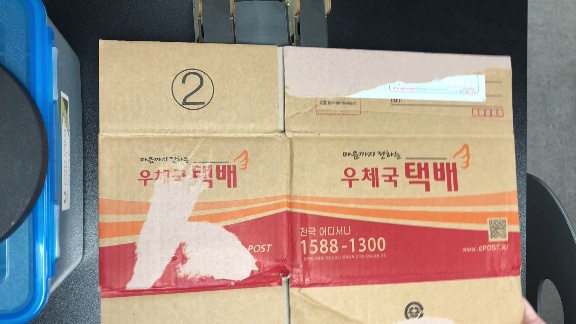 ②
마음까지 전하는
우체국 택배
POST
마음까지 전하는
우체국 택배
전국 어디서나
1588-1300
www.ePOST.kr